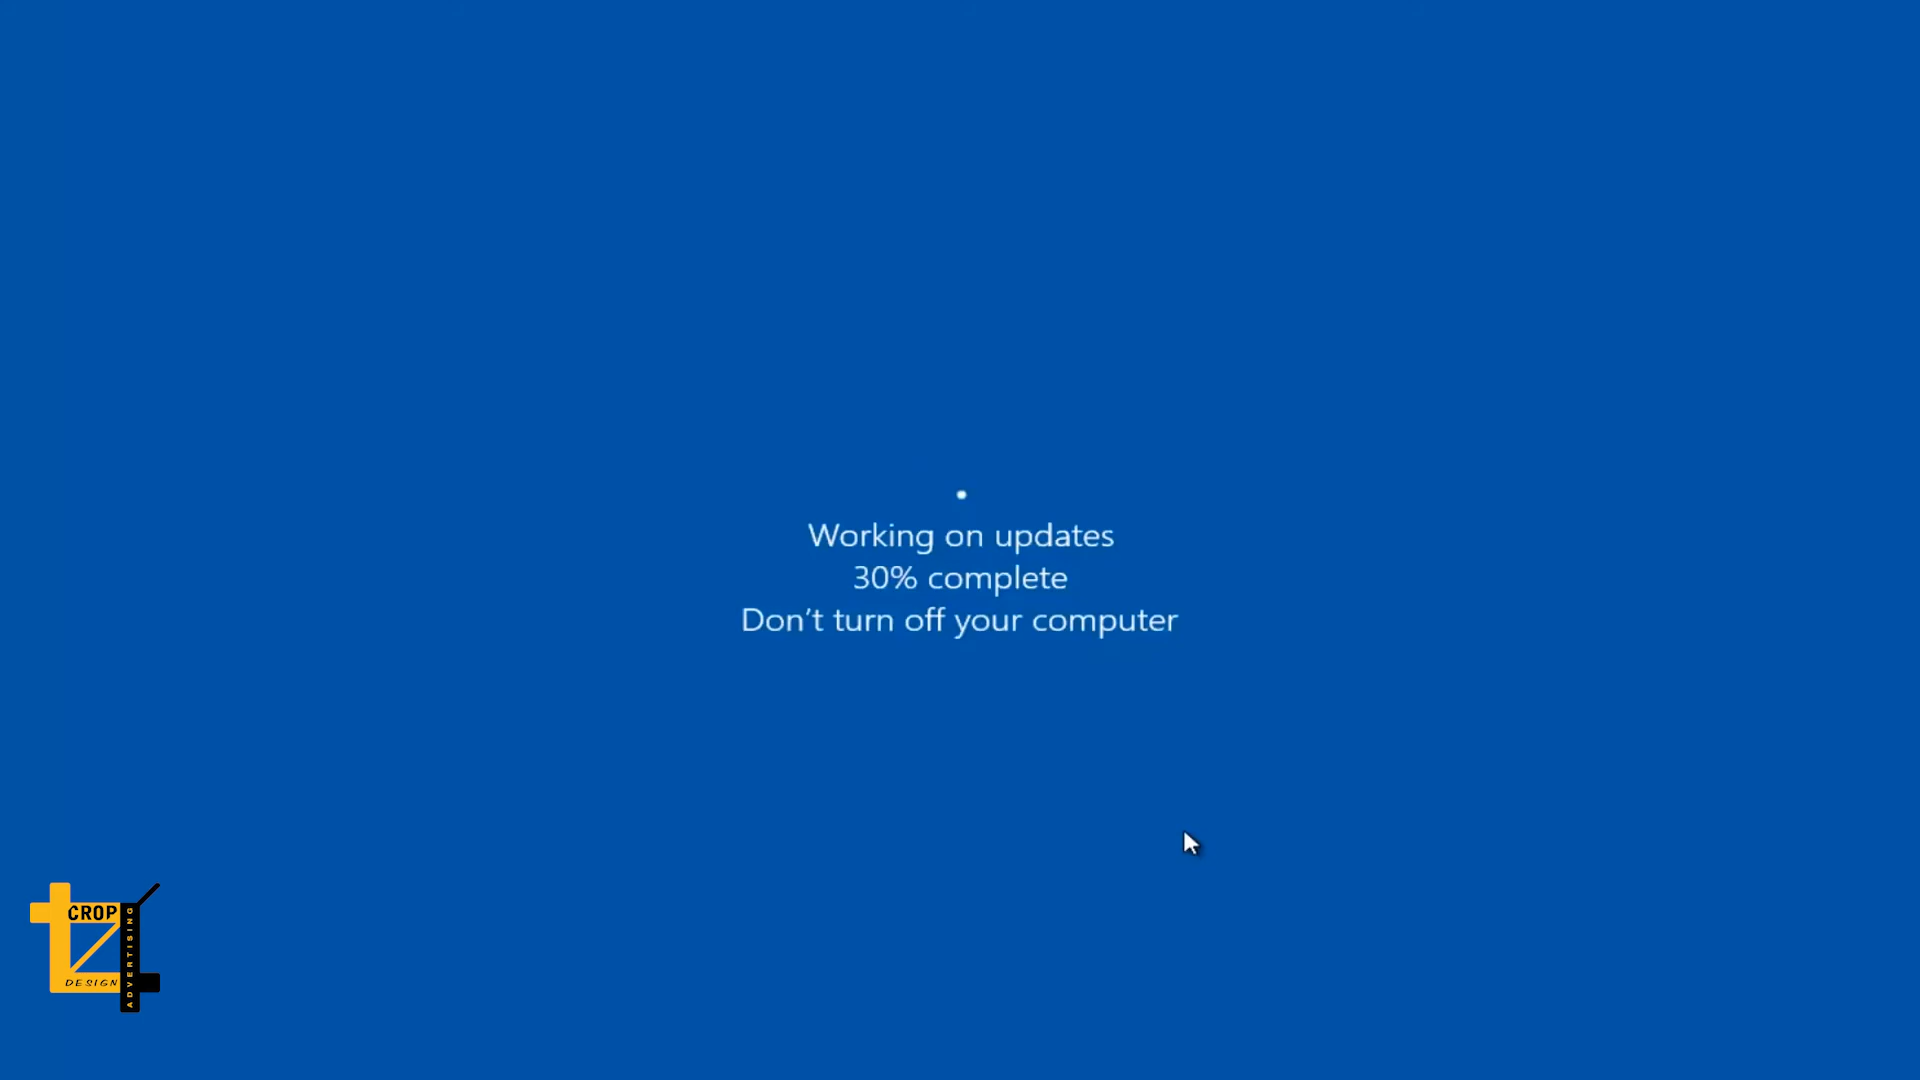 Working on updates
30% complete
Don't turn off your computer
CROP
ADVERTISING
DESIGN